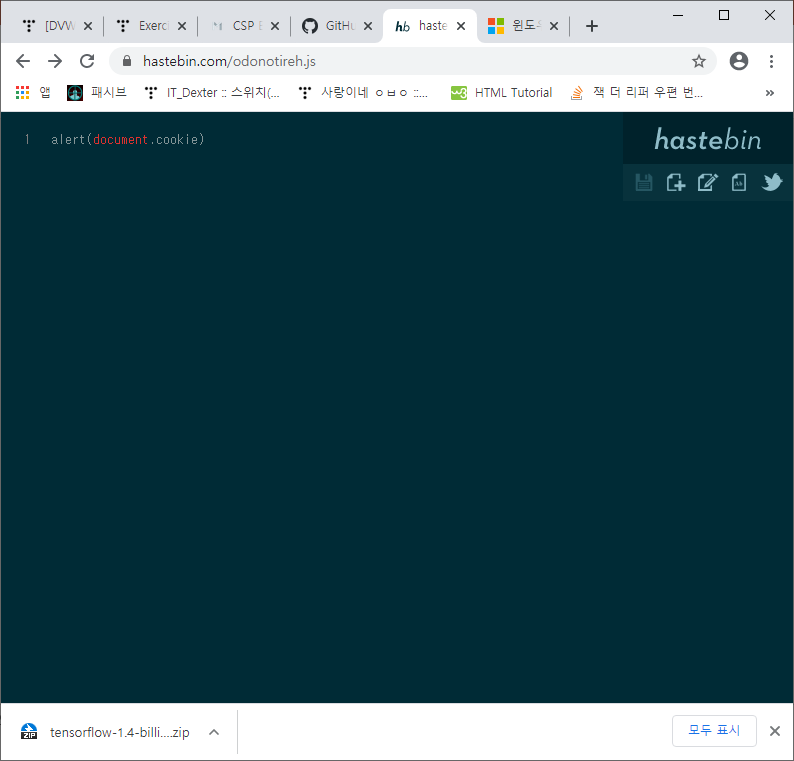 [DVW
Exerci
CSP E
GitHu
haste
윈도우
hastebin.com/odonotireh.js
앱
패시브
IT_Dexter :: 스위치(...
사랑이네 ㅇㅂㅇ ::...
HTML Tutorial
잭 더 리퍼 우편 번...
»
1 alert(document.cookie)
hastebin
tensorflow-1.4-billi....zip
모두 표시